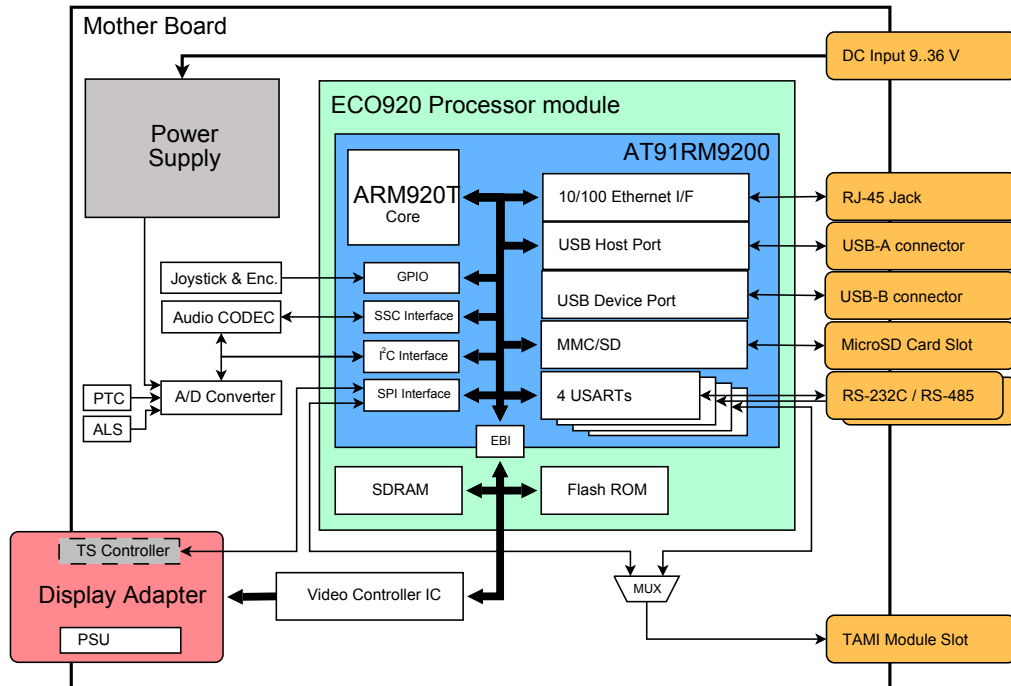 Mother Board
DC Input 9..36 V
Power
Supply
ECO920 Processor module
AT91RM9200
ARM920T
Core
10/100 Ethernet I/F
RJ-45 Jack
USB Host Port
USB-A connector
Joystick & Enc.
GPIO
USB Device Port
USB-B connector
Audio CODEC
SSC Interface
MMC/SD
MicroSD Card Slot
I²C Interface
PTC
A/D Converter
SPI Interface
4 USARTs
RS-232C / RS-485
ALS
EBI
SDRAM
Flash ROM
TS Controller
Display Adapter
Video Controller IC
MUX
PSU
TAMI Module Slot